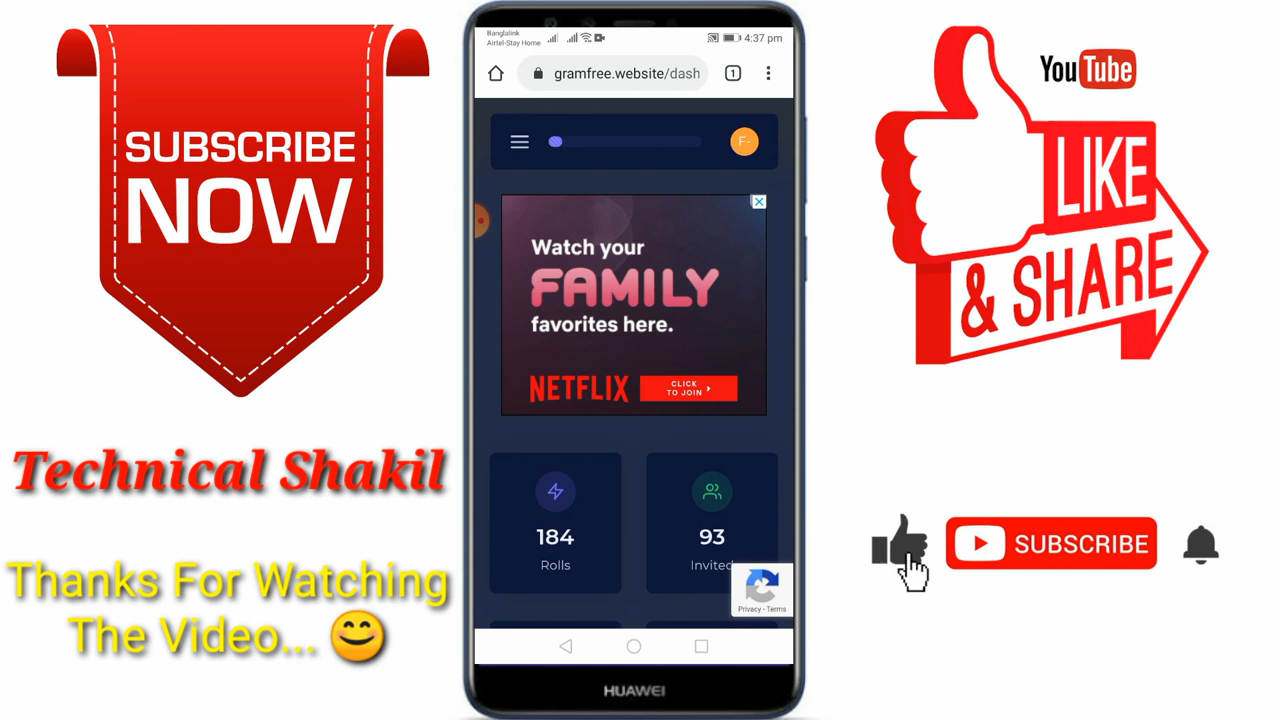 SUBSCRIBE
NOW
Technical Shakil
Thanks For Watching
The Video... 😊
Banglalink
Airtel-Stay Home
4:37 pm
gramfree.website/dash
1
F-
Watch your
FAMILY
favorites here.
NETFLIX
CLICK
TO JOIN
184
Rolls
93
Invited
Privacy - Terms
HUAWEI
YouTube
LIKE
& SHARE
SUBSCRIBE